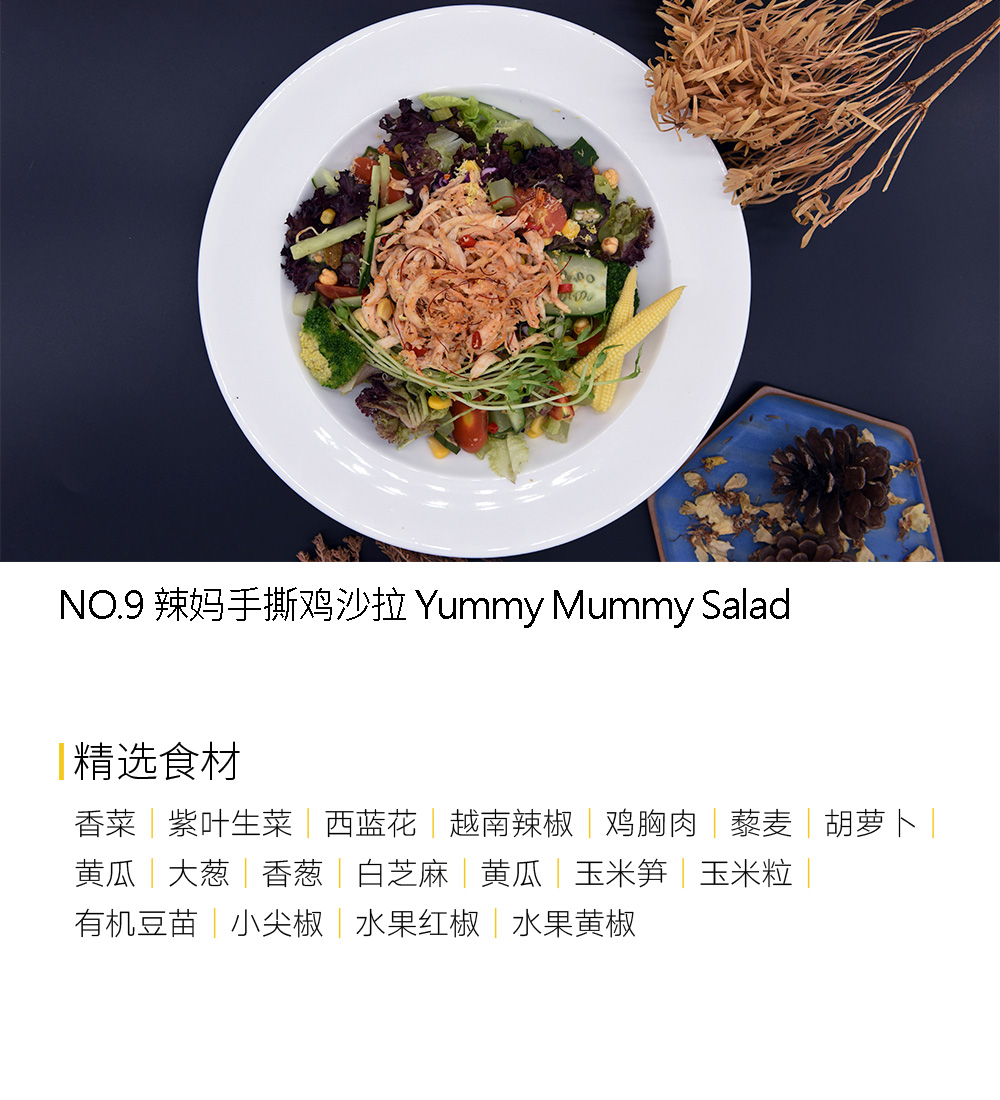 NO.9 辣妈手撕鸡沙拉 Yummy Mummy Salad
精选食材
香菜｜紫叶生菜｜西蓝花｜越南辣椒｜鸡胸肉｜藜麦｜胡萝卜｜
黄瓜｜大葱｜香葱｜白芝麻｜黄瓜｜玉米笋｜玉米粒｜
有机豆苗｜小尖椒｜水果红椒｜水果黄椒